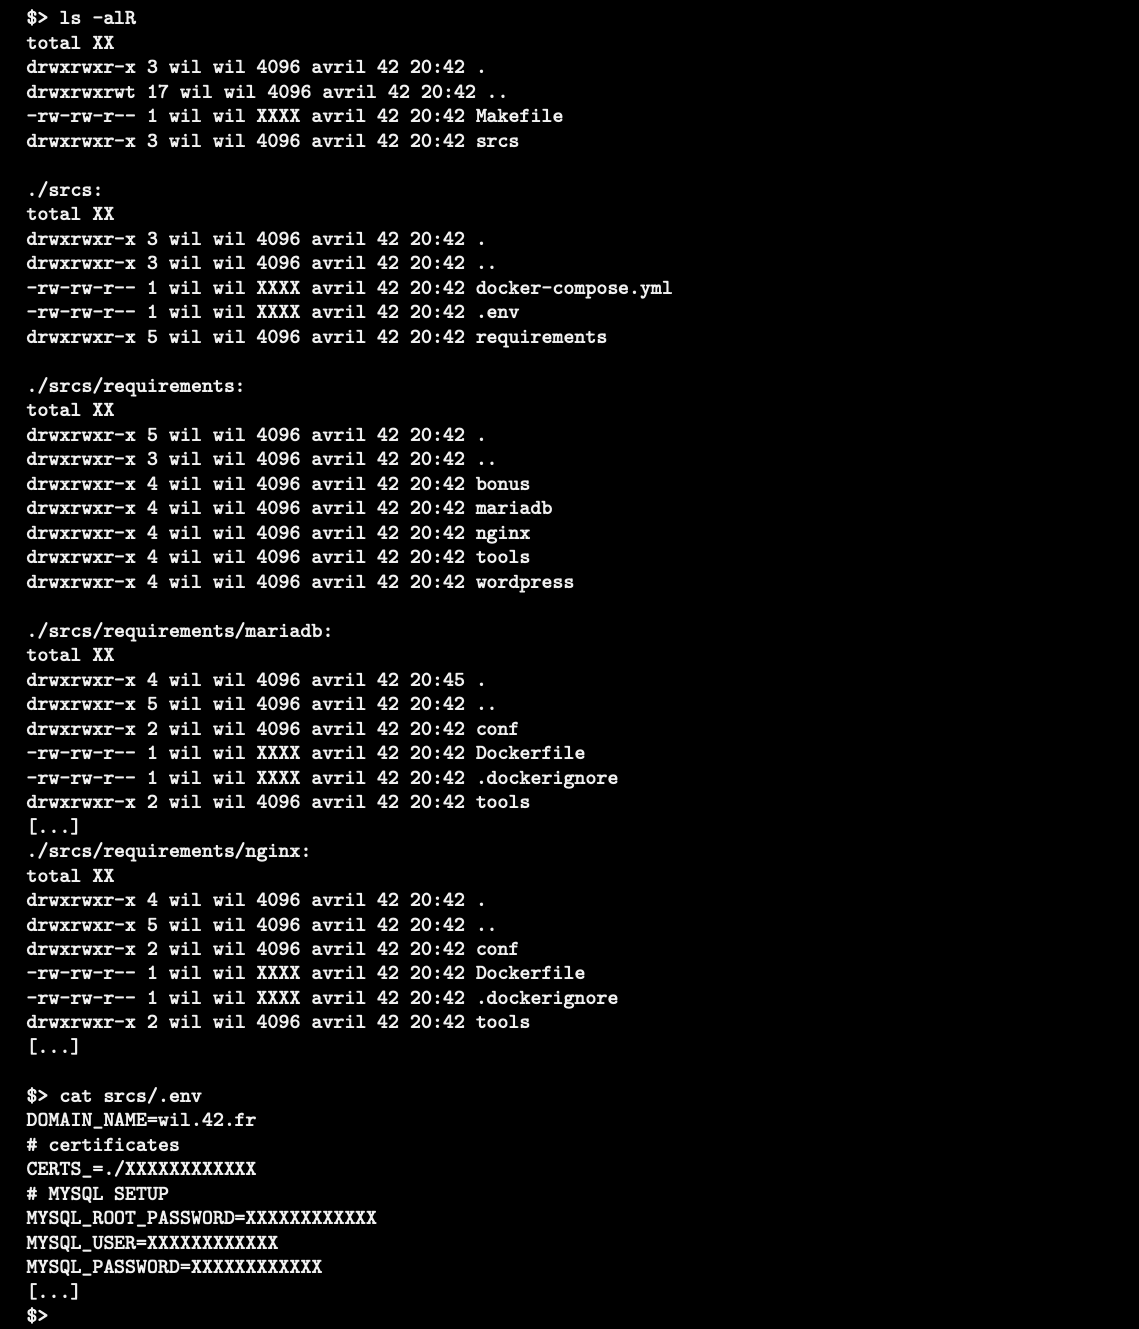 $> ls -alR
total XX
drwxrwxr-x 3 wil wil 4096 avril 42 20:42 .
drwxrwxrwt 17 wil wil 4096 avril 42 20:42 ..
-rw-rw-r-- 1 wil wil XXXX avril 42 20:42 Makefile
drwxrwxr-x 3 wil wil 4096 avril 42 20:42 srcs

./srcs:
total XX
drwxrwxr-x 3 wil wil 4096 avril 42 20:42 .
drwxrwxr-x 3 wil wil 4096 avril 42 20:42 ..
-rw-rw-r-- 1 wil wil XXXX avril 42 20:42 docker-compose.yml
-rw-rw-r-- 1 wil wil XXXX avril 42 20:42 .env
drwxrwxr-x 5 wil wil 4096 avril 42 20:42 requirements

./srcs/requirements:
total XX
drwxrwxr-x 5 wil wil 4096 avril 42 20:42 .
drwxrwxr-x 3 wil wil 4096 avril 42 20:42 ..
drwxrwxr-x 4 wil wil 4096 avril 42 20:42 bonus
drwxrwxr-x 4 wil wil 4096 avril 42 20:42 mariadb
drwxrwxr-x 4 wil wil 4096 avril 42 20:42 nginx
drwxrwxr-x 4 wil wil 4096 avril 42 20:42 tools
drwxrwxr-x 4 wil wil 4096 avril 42 20:42 wordpress

./srcs/requirements/mariadb:
total XX
drwxrwxr-x 4 wil wil 4096 avril 42 20:45 .
drwxrwxr-x 5 wil wil 4096 avril 42 20:42 ..
drwxrwxr-x 2 wil wil 4096 avril 42 20:42 conf
-rw-rw-r-- 1 wil wil XXXX avril 42 20:42 Dockerfile
-rw-rw-r-- 1 wil wil XXXX avril 42 20:42 .dockerignore
drwxrwxr-x 2 wil wil 4096 avril 42 20:42 tools
[...]
./srcs/requirements/nginx:
total XX
drwxrwxr-x 4 wil wil 4096 avril 42 20:42 .
drwxrwxr-x 5 wil wil 4096 avril 42 20:42 ..
drwxrwxr-x 2 wil wil 4096 avril 42 20:42 conf
-rw-rw-r-- 1 wil wil XXXX avril 42 20:42 Dockerfile
-rw-rw-r-- 1 wil wil XXXX avril 42 20:42 .dockerignore
drwxrwxr-x 2 wil wil 4096 avril 42 20:42 tools
[...]

$> cat srcs/.env
DOMAIN_NAME=wil.42.fr
# certificates
CERTS_=./XXXXXXXXXXXX
# MYSQL SETUP
MYSQL_ROOT_PASSWORD=XXXXXXXXXXXX
MYSQL_USER=XXXXXXXXXXXX
MYSQL_PASSWORD=XXXXXXXXXXXX
[...]
$>